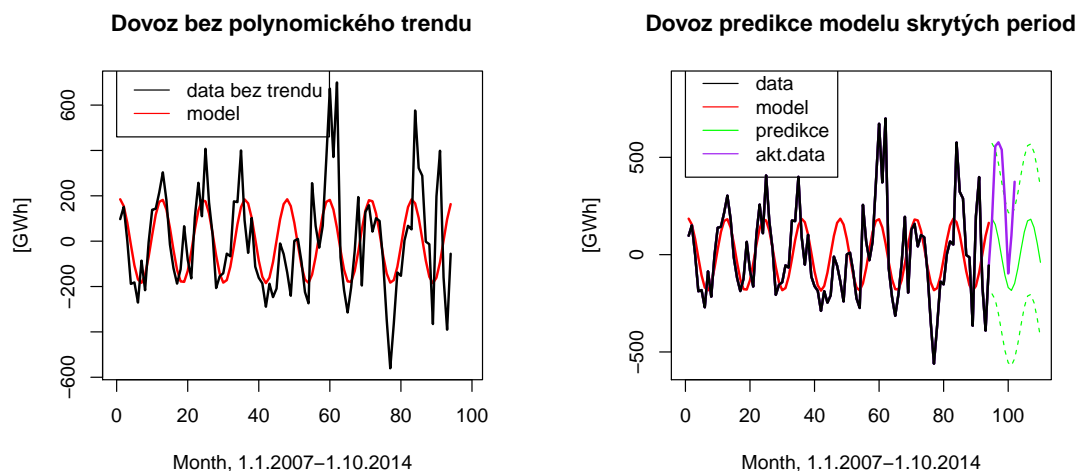 Dovoz bez polynomického trendu
data bez trendu
model
[GWh]
600
200
0
−200
−600
0 20 40 60 80 100
Month, 1.1.2007−1.10.2014
Dovoz predikce modelu skrytých period
data
model
predikce
akt.data
[GWh]
500
0
−500
0 20 40 60 80 100
Month, 1.1.2007−1.10.2014